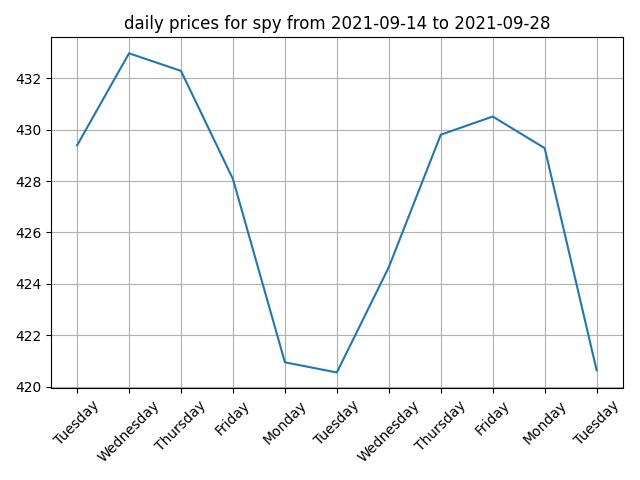 daily prices for spy from 2021-09-14 to 2021-09-28
432
430
428
426
424
422
420
Tuesday
Wednesday
Thursday
Friday
Monday
Tuesday
Wednesday
Thursday
Friday
Monday
Tuesday